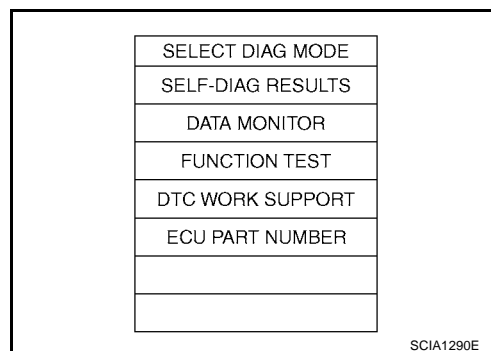 SELECT DIAG MODE
SELF-DIAG RESULTS
DATA MONITOR
FUNCTION TEST
DTC WORK SUPPORT
ECU PART NUMBER
SCIA1290E